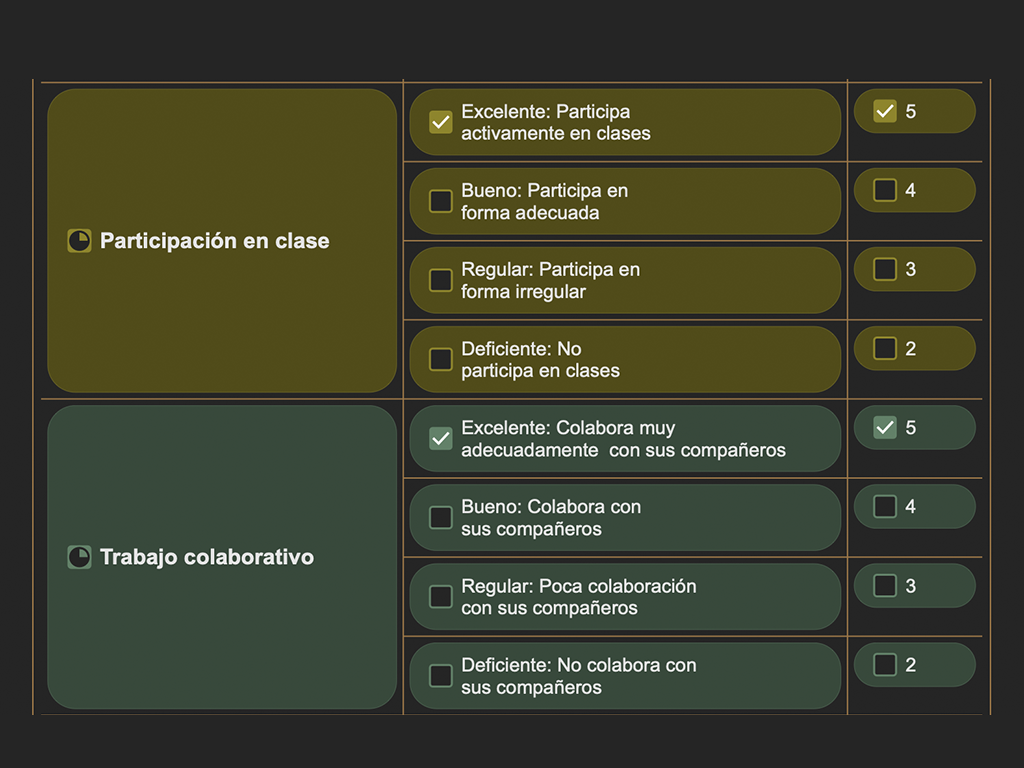 Participación en clase
Excelente: Participa
activamente en clases
5
Bueno: Participa en
forma adecuada
4
Regular: Participa en
forma irregular
3
Deficiente: No
participa en clases
2
Trabajo colaborativo
Excelente: Colabora muy
adecuadamente  con sus compañeros
5
Bueno: Colabora con
sus compañeros
4
Regular: Poca colaboración
con sus compañeros
3
Deficiente: No colabora con
sus compañeros
2